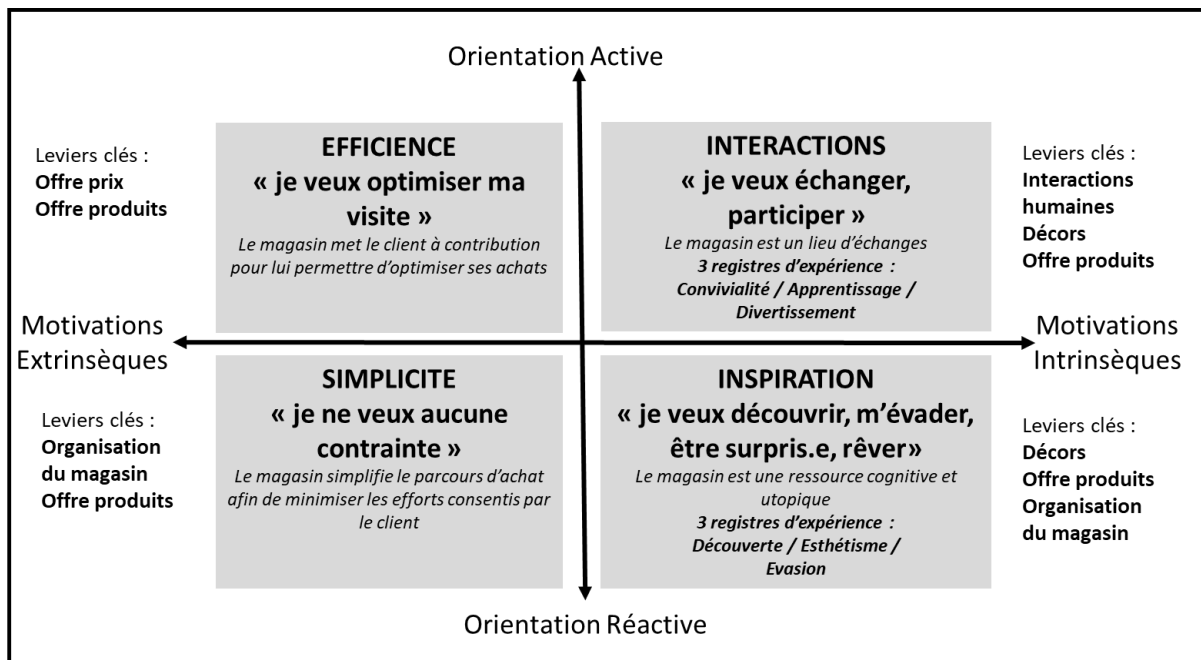 Orientation Active
Leviers clés :
Offre prix
Offre produits
EFFICIENCE
« je veux optimiser ma
visite »
Le magasin met le client à contribution
pour lui permettre d'optimiser ses achats
INTERACTIONS
« je veux échanger,
participer »
Le magasin est un lieu d'échanges
3 registres d'expérience :
Convivialité / Apprentissage /
Divertissement
Leviers clés :
Interactions
humaines
Décors
Offre produits
Motivations
Extrinsèques
Motivations
Intrinsèques
Leviers clés :
Organisation
du magasin
Offre produits
SIMPLICITE
« je ne veux aucune
contrainte »
Le magasin simplifie le parcours d'achat
afin de minimiser les efforts consentis par
le client
INSPIRATION
« je veux découvrir, m'évader,
être surpris.e, rêver»
Le magasin est une ressource cognitive et
utopique
3 registres d'expérience :
Découverte / Esthétisme /
Evasion
Leviers clés :
Décors
Offre produits
Organisation
du magasin
Orientation Réactive